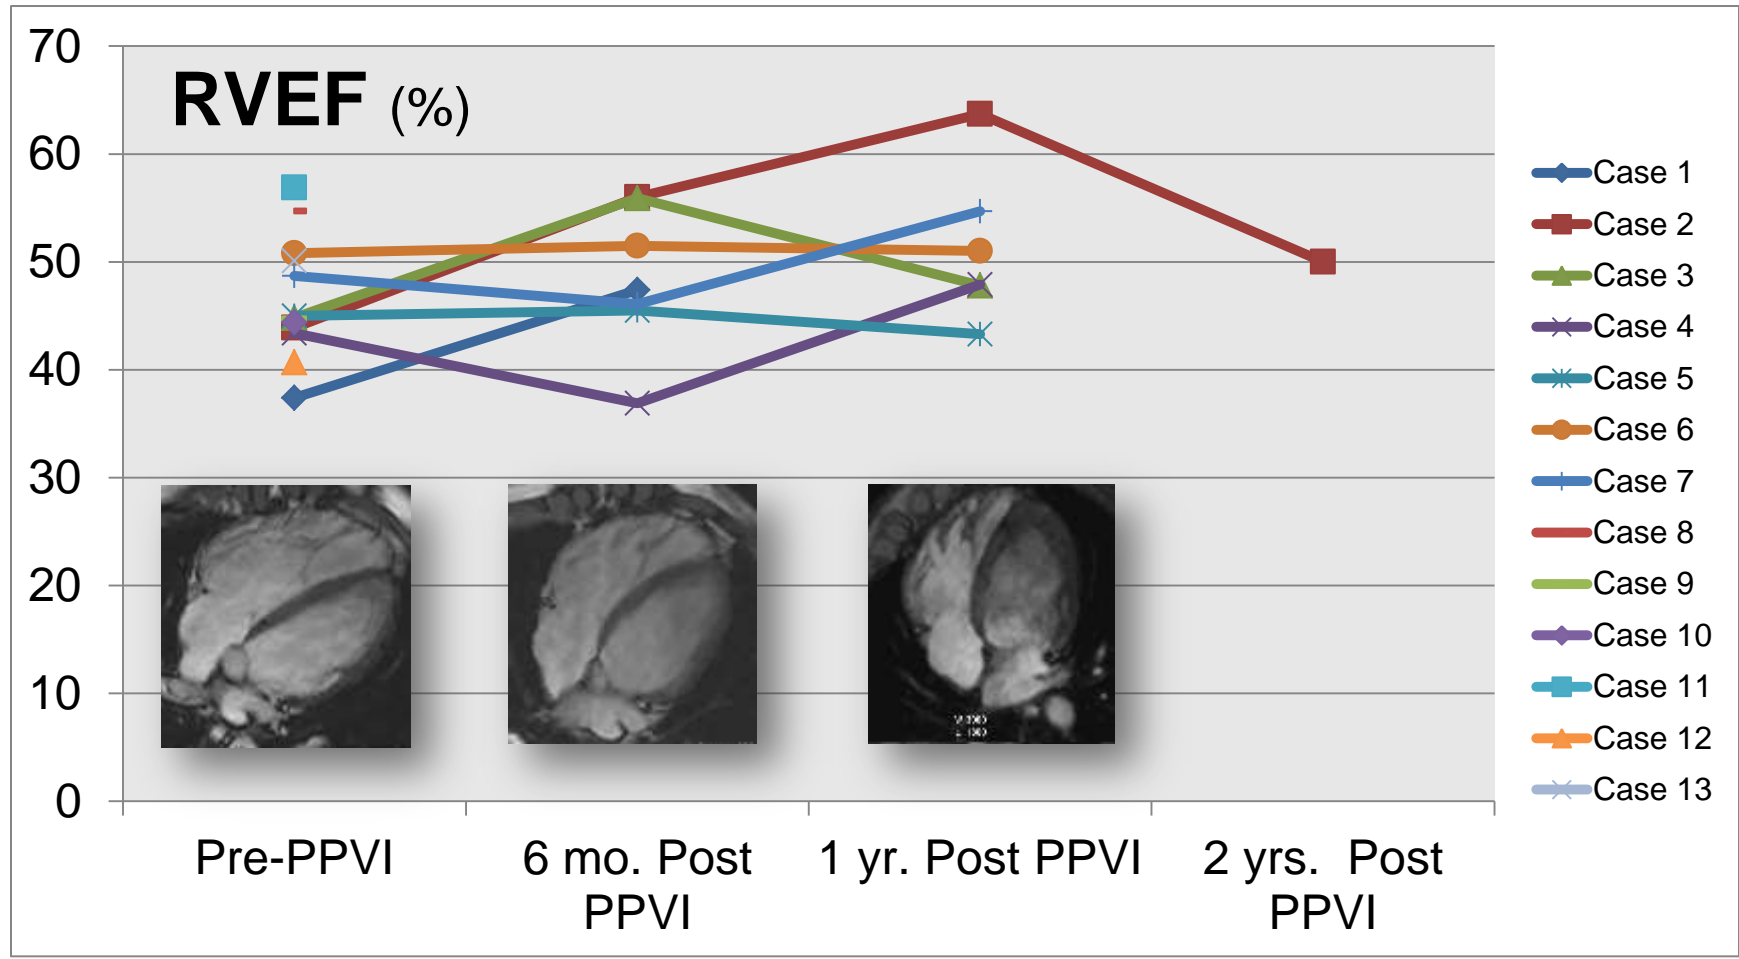 RVEF (%)
70
60
50
40
30
20
10
0
Pre-PPVI
6 mo. Post
PPVI
1 yr. Post PPVI
2 yrs. Post
PPVI
Case 1
Case 2
Case 3
Case 4
Case 5
Case 6
Case 7
Case 8
Case 9
Case 10
Case 11
Case 12
Case 13